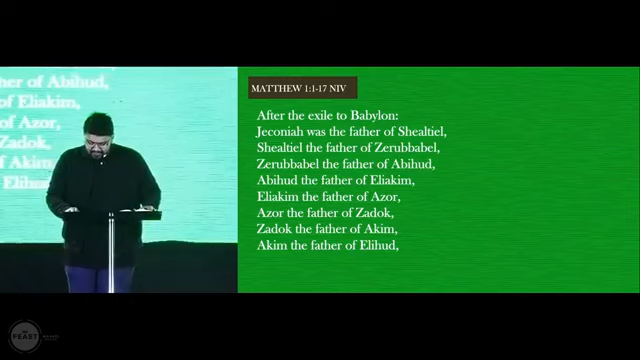 her of Abihud,
of Eliakim,
of Azor,
Zadok,
Akim,
Elihu
MATTHEW 1:1-17 NIV
After the exile to Babylon:
Jeconiah was the father of Shealtiel,
Shealtiel the father of Zerubbabel,
Zerubbabel the father of Abihud,
Abihud the father of Eliakim,
Eliakim the father of Azor,
Azor the father of Zadok,
Zadok the father of Akim,
Akim the father of Elihud,
FEAST